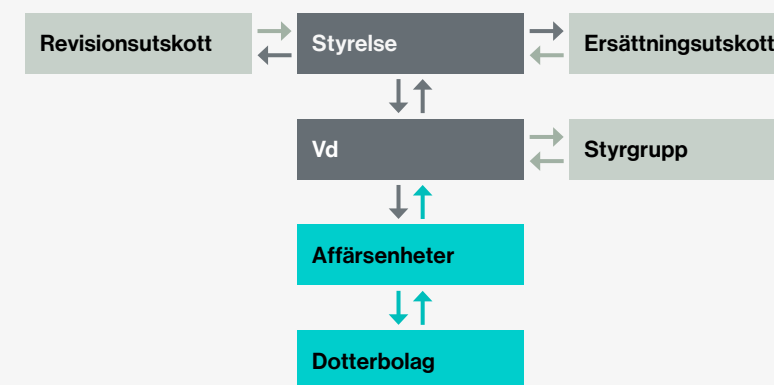 Revisionsutskott
Styrelse
Ersättningsutskott
Vd
Styrgrupp
Affärsenheter
Dotterbolag